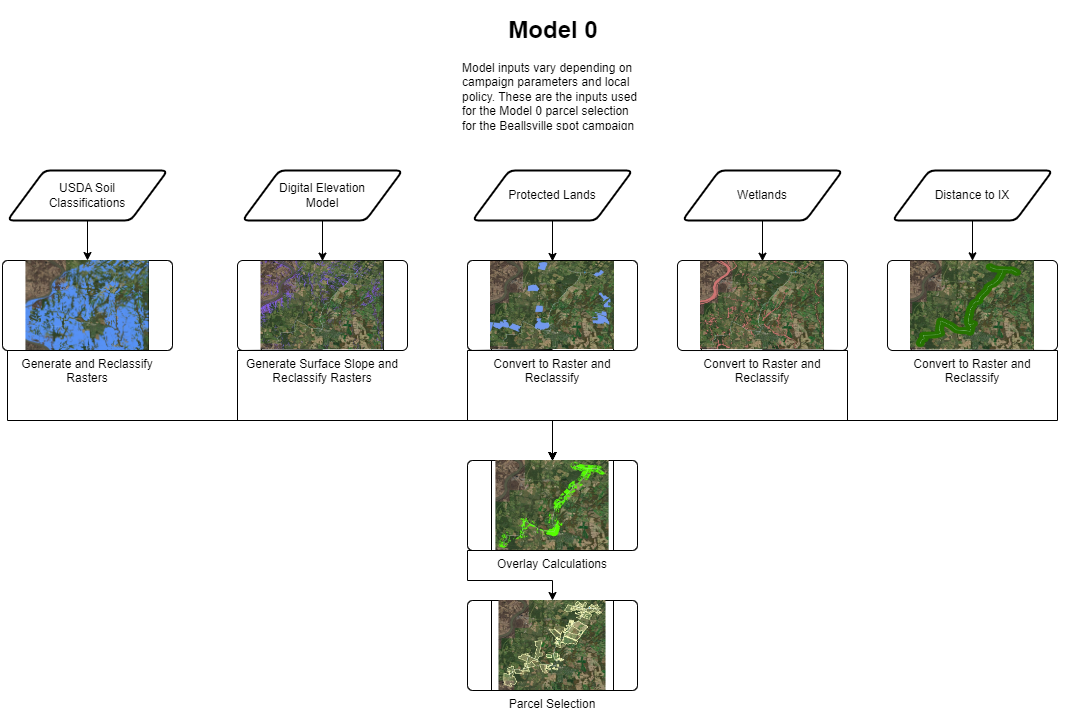 Model 0
Model inputs vary depending on
campaign parameters and local
policy. These are the inputs used
for the Model 0 parcel selection
for the Beallsville spot campaign
USDA Soil
Classifications
Digital Elevation
Model
Protected Lands
Wetlands
Distance to IX
Generate and Reclassify
Rasters
Generate Surface Slope and
Reclassify Rasters
Convert to Raster and
Reclassify
Convert to Raster and
Reclassify
Convert to Raster and
Reclassify
Overlay Calculations
Parcel Selection